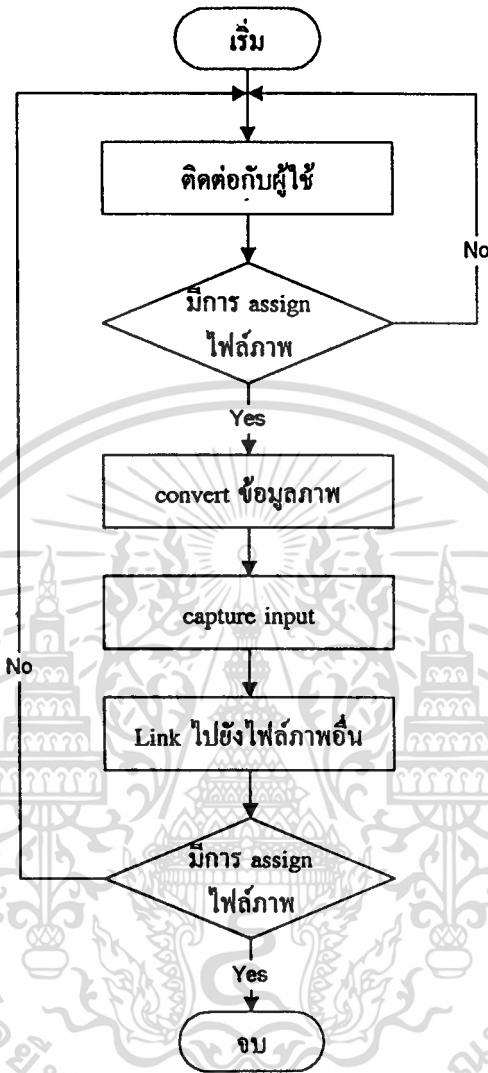 เริ่ม
ติดต่อกับผู้ใช้
No
มีการ assign
ไฟล์ภาพ
Yes
convert ข้อมูลภาพ
capture input
No
Link ไปยังไฟล์ภาพอื่น
มีการ assign
ไฟล์ภาพ
Yes
จบ